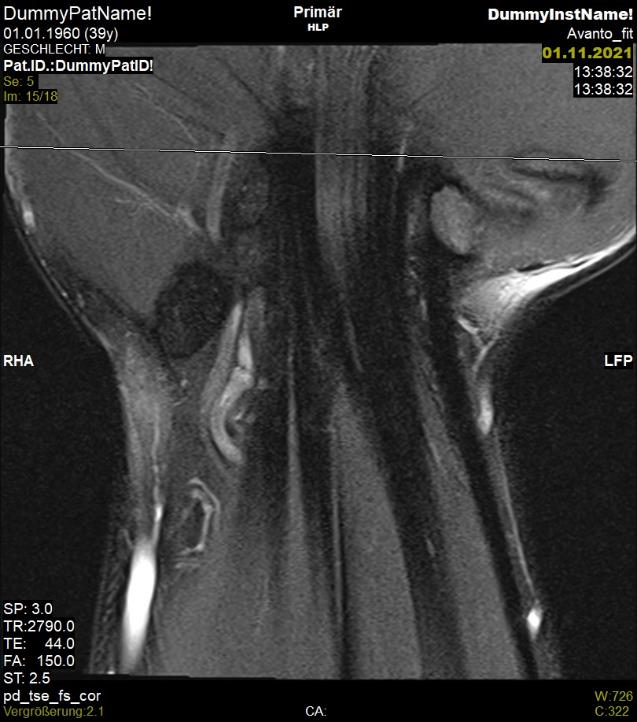 DummyPatName!
01.01.1960 (39y)
GESCHLECHT: M
Pat.ID.:DummyPatID!
Se: 5
Im: 15/18
Primär
HLP
DummyInstName!
Avanto_fit
01.11.2021
13:38:32
13:38:32
RHA
LFP
SP: 3.0
TR:2790.0
TE: 44.0
FA: 150.0
ST: 2.5
pd_tse_fs_cor
Vergrößerung:2.1
CA:
W:726
C:322